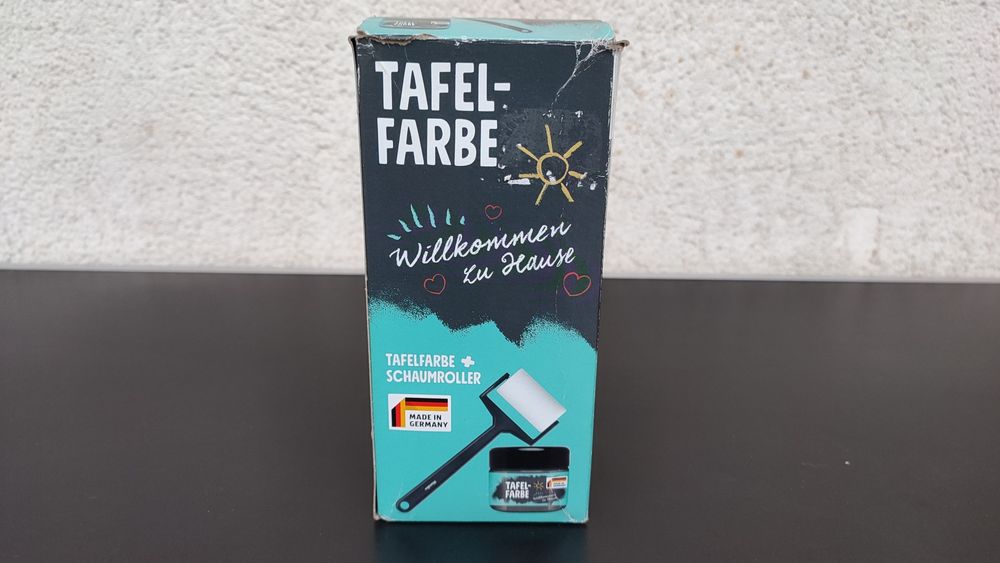 TAFEL-
FARBE
Willkommen
zu Hause
TAFELFARBE +
SCHAUMROLLER
MADE IN
GERMANY
TAFEL-
FARBE